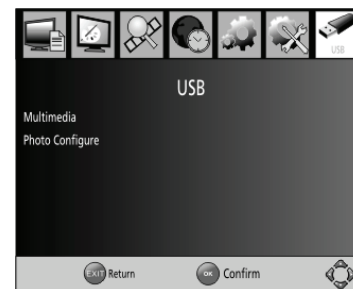 USB
USB
Multimedia
Photo Configure
EXIT Return OK Confirm